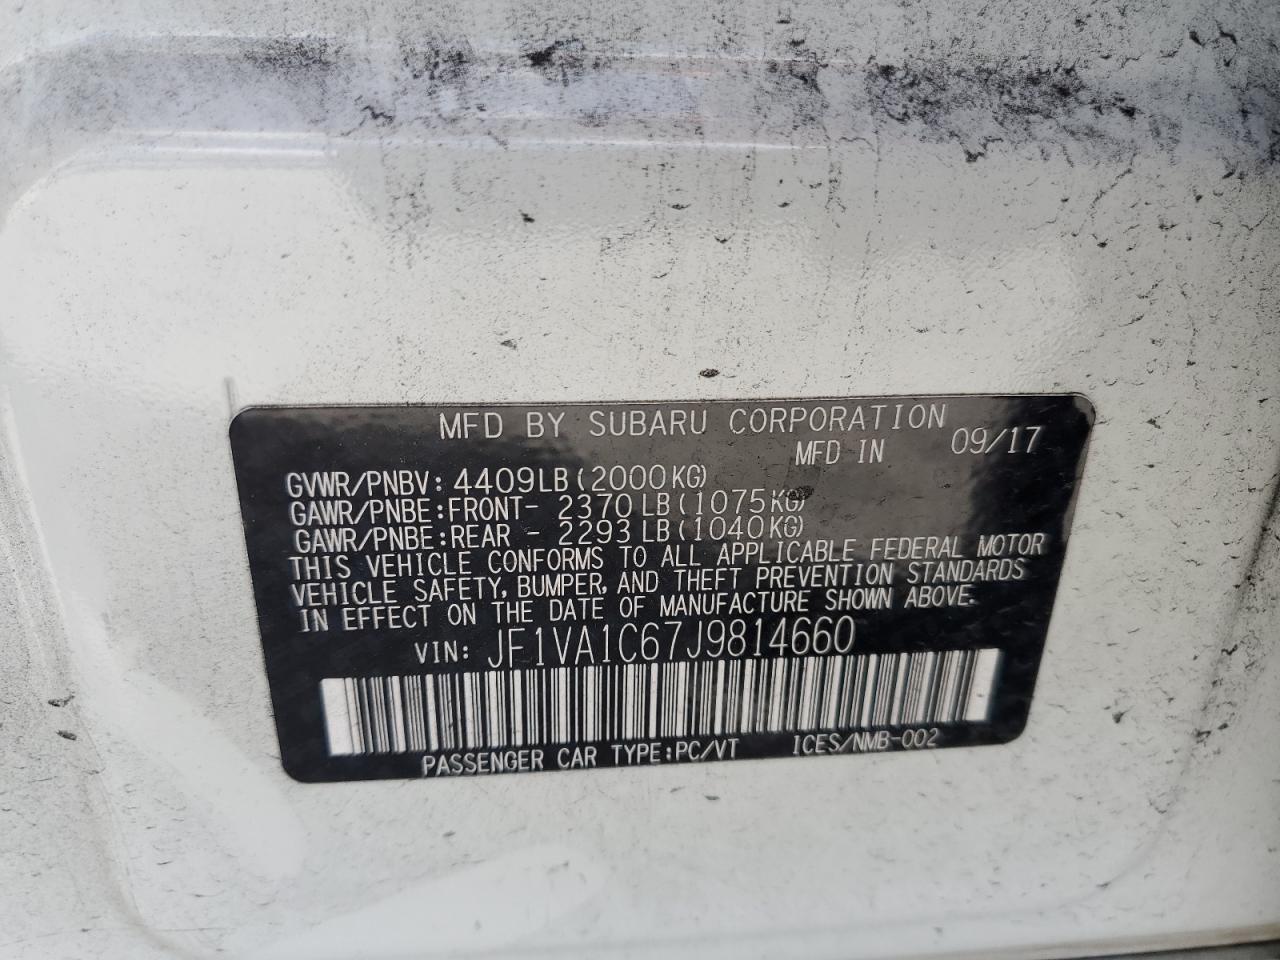 MFD BY SUBARU CORPORATION
MFD IN 09/17
GVWR/PNBV: 4409LB(2000KG)
GAWR/PNBE:FRONT- 2370 LB(1075KG)
GAWR/PNBE:REAR - 2293 LB(1040KG)
THIS VEHICLE CONFORMS TO ALL APPLICABLE FEDERAL MOTOR
VEHICLE SAFETY, BUMPER, AND THEFT PREVENTION STANDARDS
IN EFFECT ON THE DATE OF MANUFACTURE SHOWN ABOVE.
VIN: JF1VA1C67J9814660
PASSENGER CAR TYPE:PC/VT ICES/NMB-002